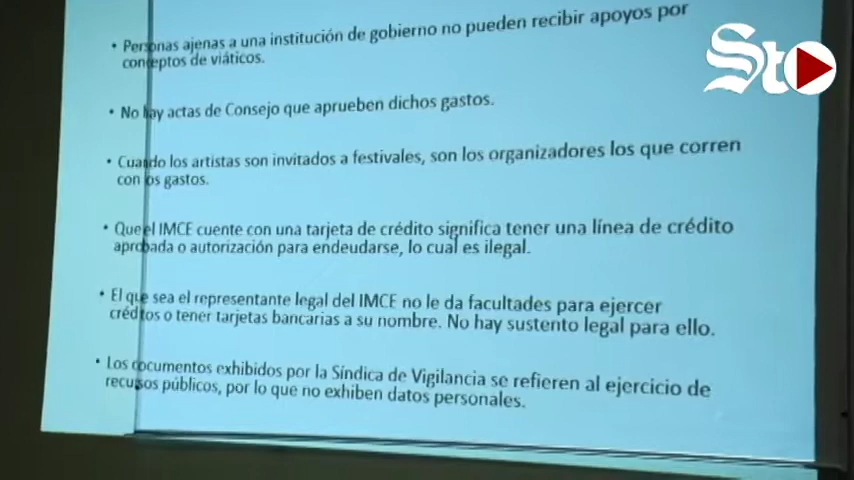 • Personas ajenas a una institución de gobierno no pueden recibir apoyos por
conceptos de viáticos.
• No hay actas de Consejo que aprueben dichos gastos.
• Cuando los artistas son invitados a festivales, son los organizadores los que corren
con los gastos.
• Que el IMCE cuente con una tarjeta de crédito significa tener una línea de crédito
aprobada o autorización para endeudarse, lo cual es ilegal.
• El que sea el representante legal del IMCE no le da facultades para ejercer
créditos o tener tarjetas bancarias a su nombre. No hay sustento legal para ello.
• Los documentos exhibidos por la Síndica de Vigilancia se refieren al ejercicio de
recursos públicos, por lo que no exhiben datos personales.
St